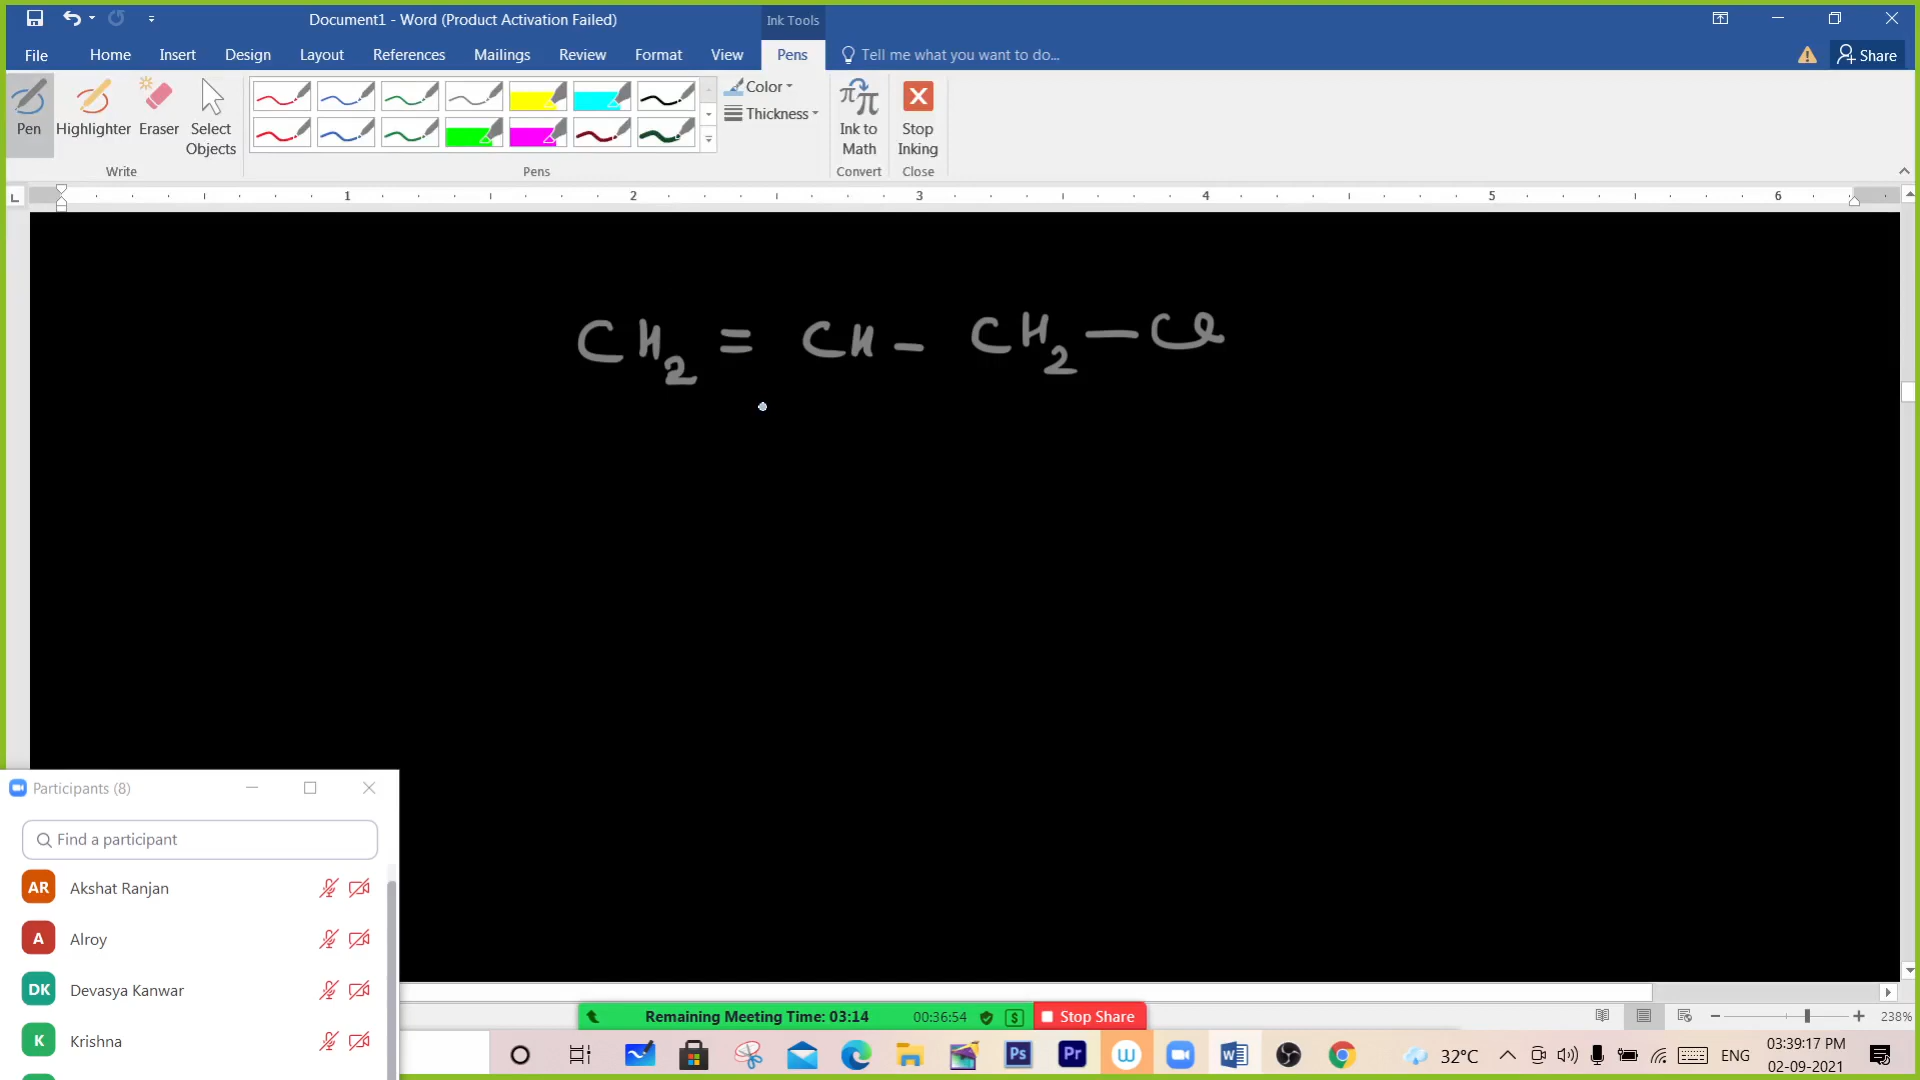 Document1 - Word (Product Activation Failed)
Ink Tools
File Home Insert Design Layout References Mailings Review Format View Pens Tell me what you want to do... Share
Pen Highlighter Eraser Select Objects
Color
Thickness
Ink to Math
Stop Inking
Write Pens Convert Close
1 2 3 4 5 6
CH₂ = CH - CH₂ — Cl
Participants (8)
Find a participant
AR Akshat Ranjan
A Alroy
DK Devasya Kanwar
K Krishna
Remaining Meeting Time: 03:14 00:36:54 Stop Share
238%
Ps Pr 32°C ENG 03:39:17 PM
02-09-2021